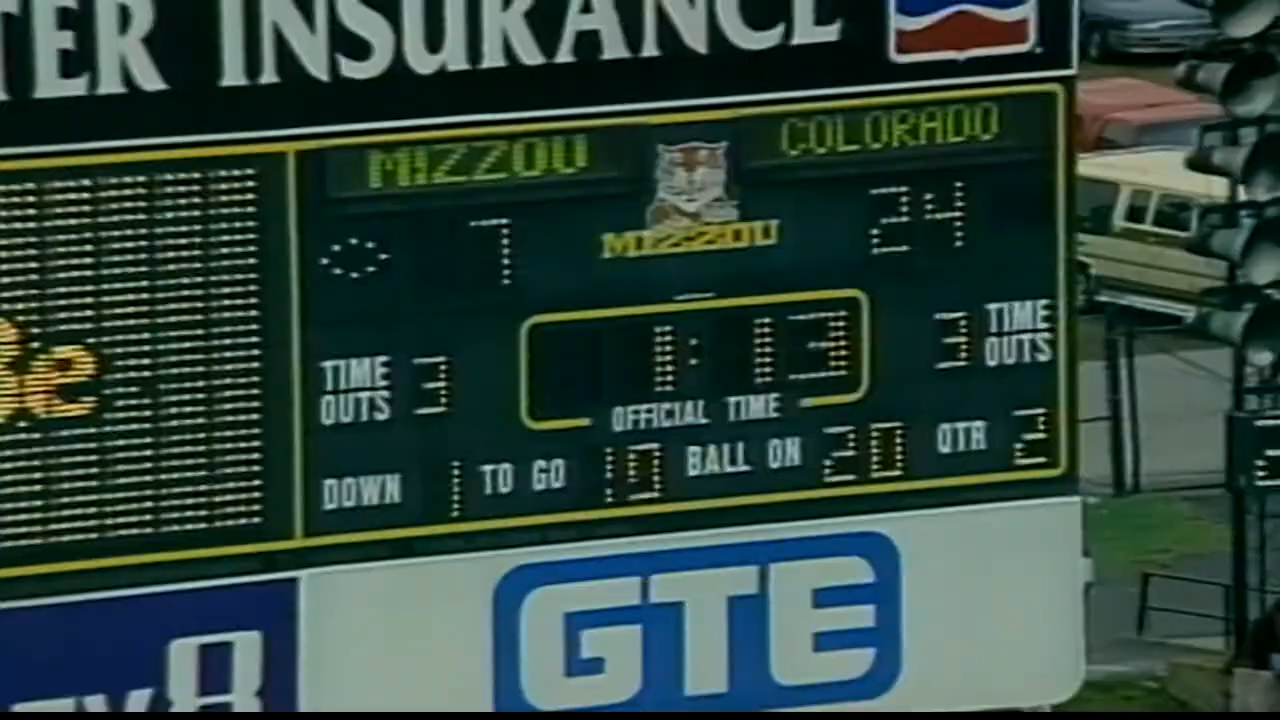 TER INSURANCE
MIZZOU COLORADO
7 MIZZOU 24
1:13
TIME OUTS 3
3 TIME OUTS
OFFICIAL TIME
DOWN 1 TO GO 10 BALL ON 20 QTR 2
GTE
8